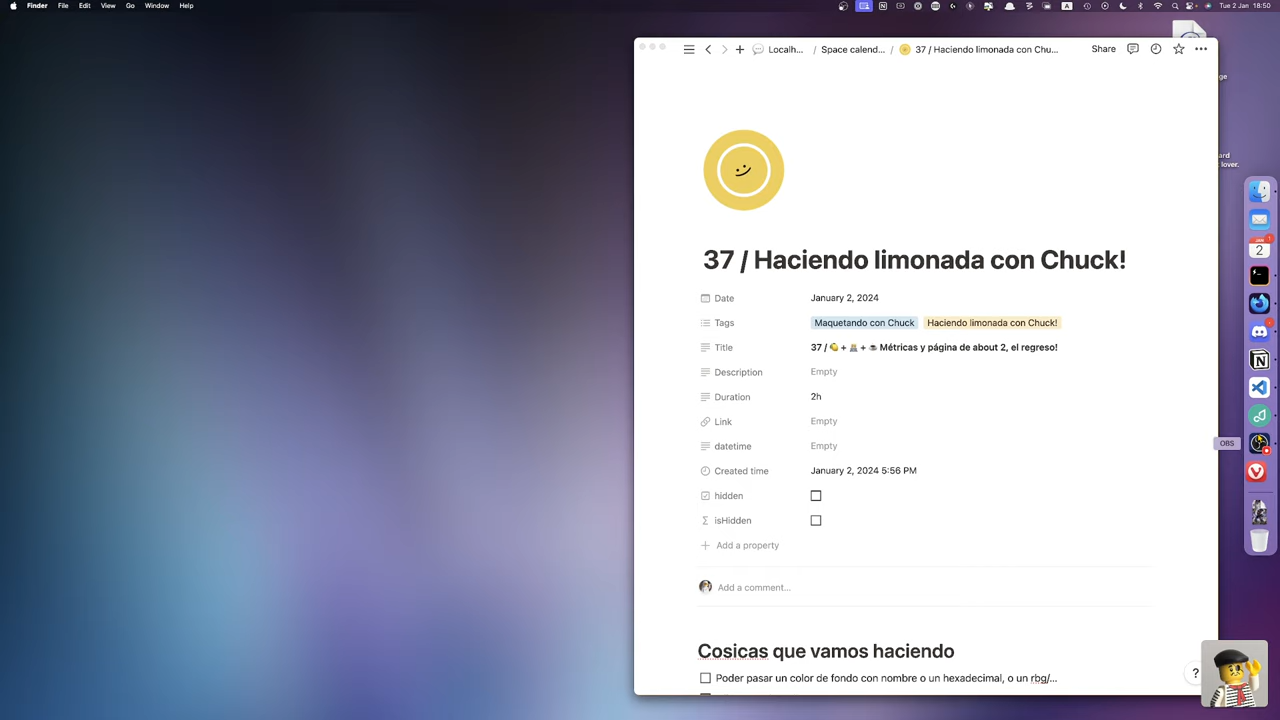 Finder File Edit View Go Window Help
A Tue 2 Jan 18:50
Localh... / Space calend... / 37 / Haciendo limonada con Chu...
Share
37 / Haciendo limonada con Chuck!
Date January 2, 2024
Tags Maquetando con Chuck Haciendo limonada con Chuck!
Title 37 / + + Métricas y página de about 2, el regreso!
Description Empty
Duration 2h
Link Empty
datetime Empty
Created time January 2, 2024 5:56 PM
hidden
isHidden
Add a property
Add a comment...
Cosicas que vamos haciendo
Poder pasar un color de fondo con nombre o un hexadecimal, o un rbg/...
?
lover.
2
OBS